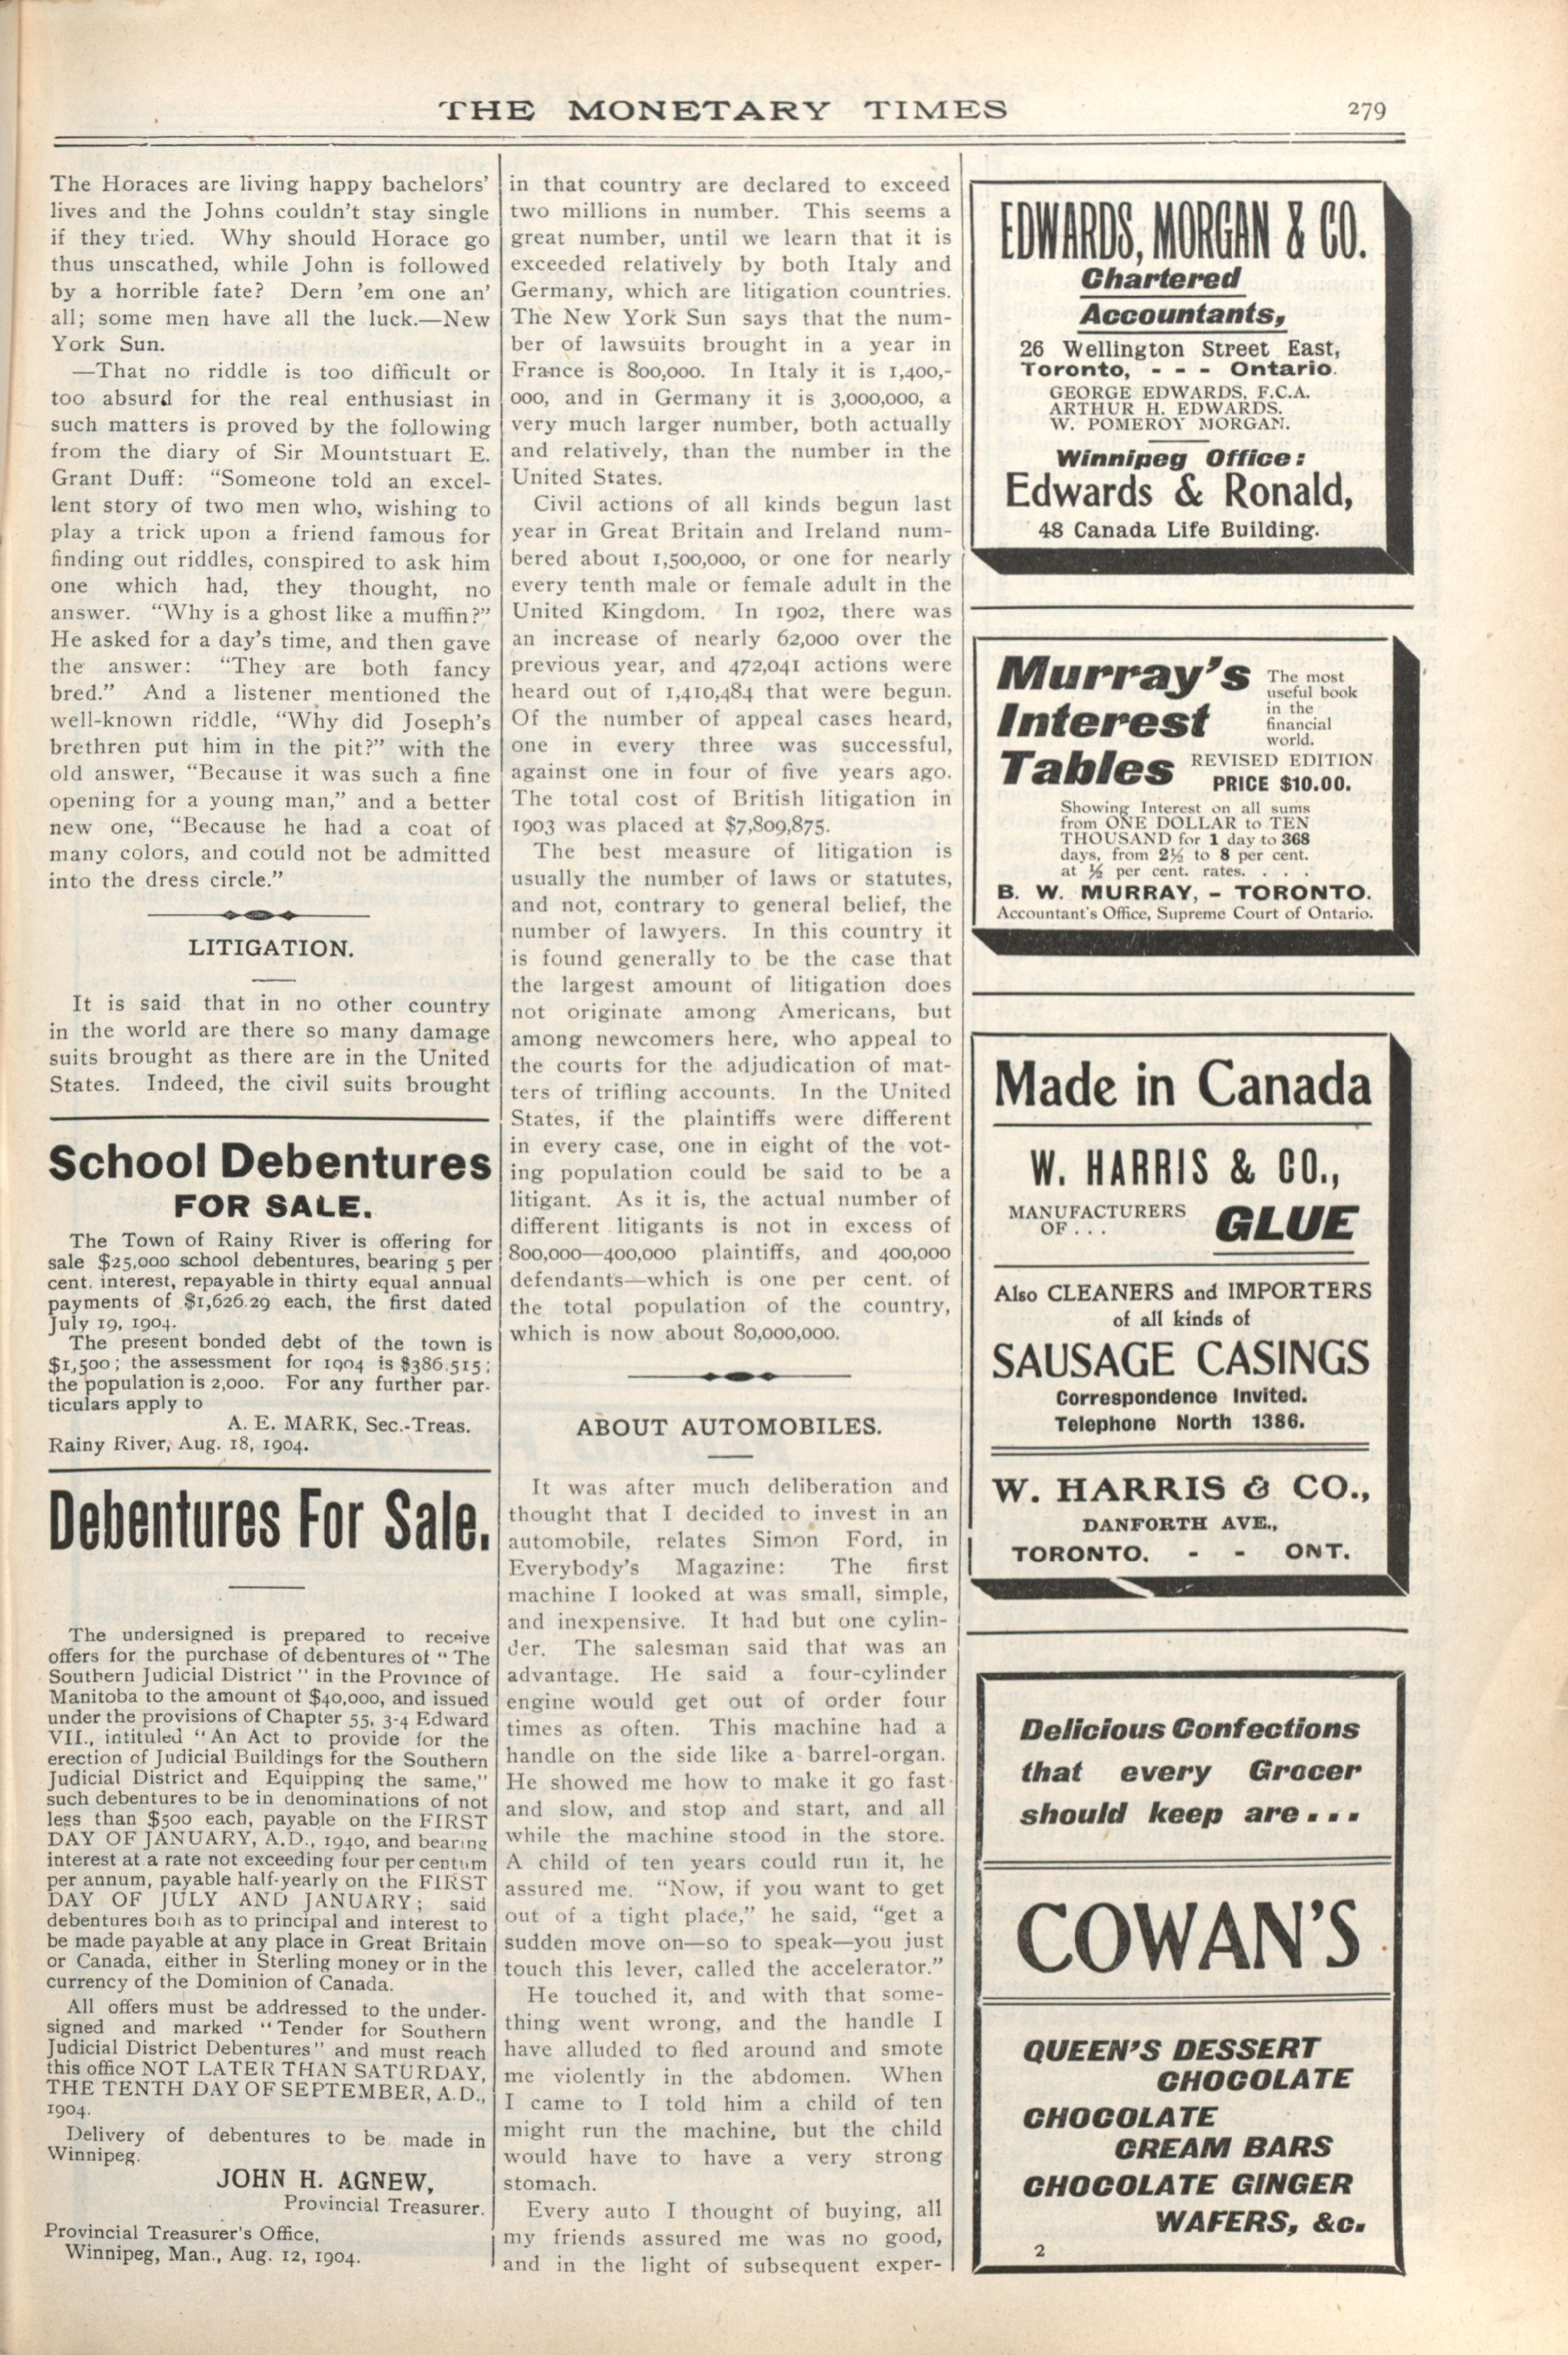 THE MONETARY TIMES
279
The Horaces are living happy bachelors'
lives and the Johns couldn't stay single
if they tried. Why should Horace go
thus unscathed, while John is followed
by a horrible fate? Dern 'em one an'
all; some men have all the luck.—New
York Sun.
—That no riddle is too difficult or
too absurd for the real enthusiast in
such matters is proved by the following
from the diary of Sir Mountstuart E.
Grant Duff: "Someone told an excel-
lent story of two men who, wishing to
play a trick upon a friend famous for
finding out riddles, conspired to ask him
one which had, they thought, no
answer. "Why is a ghost like a muffin?"
He asked for a day's time, and then gave
the answer: "They are both fancy
bred." And a listener mentioned the
well-known riddle, "Why did Joseph's
brethren put him in the pit?" with the
old answer, "Because it was such a fine
opening for a young man," and a better
new one, "Because he had a coat of
many colors, and could not be admitted
into the dress circle."
LITIGATION.
It is said that in no other country
in the world are there so many damage
suits brought as there are in the United
States. Indeed, the civil suits brought
School Debentures
FOR SALE.
The Town of Rainy River is offering for
sale $25,000 school debentures, bearing 5 per
cent. interest, repayable in thirty equal annual
payments of $1,626.29 each, the first dated
July 19, 1904.
The present bonded debt of the town is
$1,500; the assessment for 1904 is $386,515;
the population is 2,000. For any further par-
ticulars apply to
A. E. MARK, Sec.-Treas.
Rainy River, Aug. 18, 1904.
Debentures For Sale.
The undersigned is prepared to receive
offers for the purchase of debentures of "The
Southern Judicial District" in the Province of
Manitoba to the amount of $40,000, and issued
under the provisions of Chapter 55, 3-4 Edward
VII., intituled "An Act to provide for the
erection of Judicial Buildings for the Southern
Judicial District and Equipping the same,"
such debentures to be in denominations of not
less than $500 each, payable on the FIRST
DAY OF JANUARY, A.D., 1940, and bearing
interest at a rate not exceeding four per centum
per annum, payable half-yearly on the FIRST
DAY OF JULY AND JANUARY; said
debentures both as to principal and interest to
be made payable at any place in Great Britain
or Canada, either in Sterling money or in the
currency of the Dominion of Canada.
All offers must be addressed to the under-
signed and marked "Tender for Southern
Judicial District Debentures" and must reach
this office NOT LATER THAN SATURDAY,
THE TENTH DAY OF SEPTEMBER, A.D.,
1904.
Delivery of debentures to be made in
Winnipeg.
JOHN H. AGNEW,
Provincial Treasurer.
Provincial Treasurer's Office,
Winnipeg, Man., Aug. 12, 1904.
in that country are declared to exceed
two millions in number. This seems a
great number, until we learn that it is
exceeded relatively by both Italy and
Germany, which are litigation countries.
The New York Sun says that the num-
ber of lawsuits brought in a year in
France is 800,000. In Italy it is 1,400,-
000, and in Germany it is 3,000,000, a
very much larger number, both actually
and relatively, than the number in the
United States.
Civil actions of all kinds begun last
year in Great Britain and Ireland num-
bered about 1,500,000, or one for nearly
every tenth male or female adult in the
United Kingdom. In 1902, there was
an increase of nearly 62,000 over the
previous year, and 472,041 actions were
heard out of 1,410,484 that were begun.
Of the number of appeal cases heard,
one in every three was successful,
against one in four of five years ago.
The total cost of British litigation in
1903 was placed at $7,809,875.
The best measure of litigation is
usually the number of laws or statutes,
and not, contrary to general belief, the
number of lawyers. In this country it
is found generally to be the case that
the largest amount of litigation does
not originate among Americans, but
among newcomers here, who appeal to
the courts for the adjudication of mat-
ters of trifling accounts. In the United
States, if the plaintiffs were different
in every case, one in eight of the vot-
ing population could be said to be a
litigant. As it is, the actual number of
different litigants is not in excess of
800,000—400,000 plaintiffs, and 400,000
defendants—which is one per cent. of
the total population of the country,
which is now about 80,000,000.
ABOUT AUTOMOBILES.
It was after much deliberation and
thought that I decided to invest in an
automobile, relates Simon Ford, in
Everybody's Magazine: The first
machine I looked at was small, simple,
and inexpensive. It had but one cylin-
der. The salesman said that was an
advantage. He said a four-cylinder
engine would get out of order four
times as often. This machine had a
handle on the side like a barrel-organ.
He showed me how to make it go fast
and slow, and stop and start, and all
while the machine stood in the store.
A child of ten years could run it, he
assured me. "Now, if you want to get
out of a tight place," he said, "get a
sudden move on—so to speak—you just
touch this lever, called the accelerator."
He touched it, and with that some-
thing went wrong, and the handle I
have alluded to fled around and smote
me violently in the abdomen. When
I came to I told him a child of ten
might run the machine, but the child
would have to have a very strong
stomach.
Every auto I thought of buying, all
my friends assured me was no good,
and in the light of subsequent exper-
EDWARDS, MORGAN & CO.
Chartered
Accountants,
26 Wellington Street East,
Toronto, - - - Ontario.
GEORGE EDWARDS, F.C.A.
ARTHUR H. EDWARDS.
W. POMEROY MORGAN.
Winnipeg Office:
Edwards & Ronald,
48 Canada Life Building.
Murray's
Interest
Tables
The most
useful book
in the
financial
world.
REVISED EDITION
PRICE $10.00.
Showing Interest on all sums
from ONE DOLLAR to TEN
THOUSAND for 1 day to 368
days, from 2½ to 8 per cent.
at ½ per cent. rates. . . .
B. W. MURRAY, - TORONTO.
Accountant's Office, Supreme Court of Ontario.
Made in Canada
W. HARRIS & CO.,
MANUFACTURERS
OF . . .
GLUE
Also CLEANERS and IMPORTERS
of all kinds of
SAUSAGE CASINGS
Correspondence Invited.
Telephone North 1386.
W. HARRIS & CO.,
DANFORTH AVE.,
TORONTO. - - ONT.
Delicious Confections
that every Grocer
should keep are...
COWAN'S
QUEEN'S DESSERT
CHOCOLATE
CHOCOLATE
CREAM BARS
CHOCOLATE GINGER
WAFERS, &c.
2